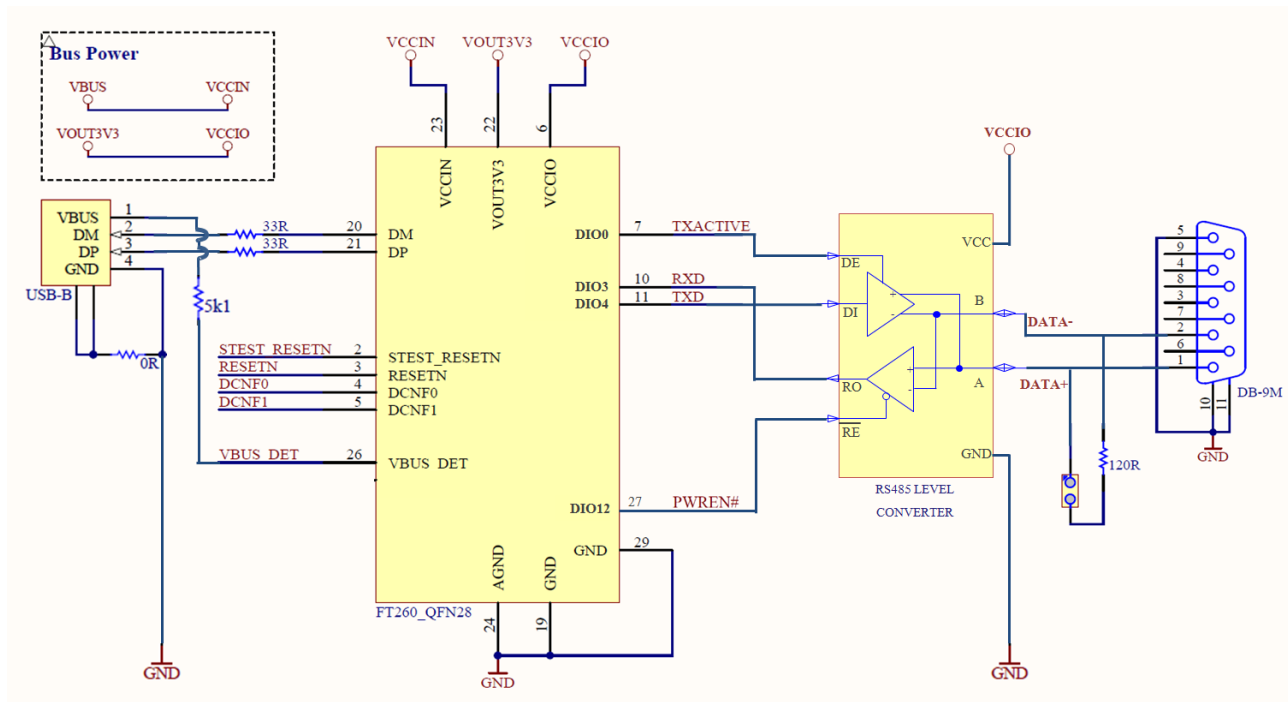 Bus Power
VBUS
VCCIN
VOUT3V3
VCCIO
VCCIN
VOUT3V3
VCCIO
23
22
6
VCCIN
VOUT3V3
VCCIO
VBUS
DM
DP
GND
1
2
3
4
USB-B
33R
33R
5k1
0R
20
21
DM
DP
STEST_RESETN
RESETN
DCNF0
DCNF1
2
3
4
5
STEST_RESETN
RESETN
DCNF0
DCNF1
VBUS_DET
26
VBUS_DET
DIO0
7
TXACTIVE
DIO3
10
RXD
DIO4
11
TXD
DIO12
27
PWREN#
GND
29
AGND
GND
24
19
FT260_QFN28
GND
GND
VCCIO
VCC
DE
DI
RO
RE
+
-
+
-
B
A
GND
RS485 LEVEL
CONVERTER
GND
DATA-
DATA+
120R
5
9
4
8
3
7
2
6
1
10
11
DB-9M
GND